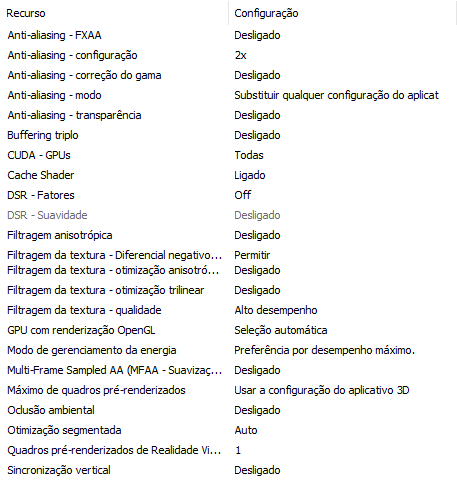 Recurso Configuração
Anti-aliasing - FXAA Desligado
Anti-aliasing - configuração 2x
Anti-aliasing - correção do gama Desligado
Anti-aliasing - modo Substituir qualquer configuração do aplicat
Anti-aliasing - transparência Desligado
Buffering triplo Desligado
CUDA - GPUs Todas
Cache Shader Ligado
DSR - Fatores Off
DSR - Suavidade Desligado
Filtragem anisotrópica Desligado
Filtragem da textura - Diferencial negativo... Permitir
Filtragem da textura - otimização anisotró... Desligado
Filtragem da textura - otimização trilinear Desligado
Filtragem da textura - qualidade Alto desempenho
GPU com renderização OpenGL Seleção automática
Modo de gerenciamento da energia Preferência por desempenho máximo.
Multi-Frame Sampled AA (MFAA - Suavizaç... Desligado
Máximo de quadros pré-renderizados Usar a configuração do aplicativo 3D
Oclusão ambiental Desligado
Otimização segmentada Auto
Quadros pré-renderizados de Realidade Vi... 1
Sincronização vertical Desligado